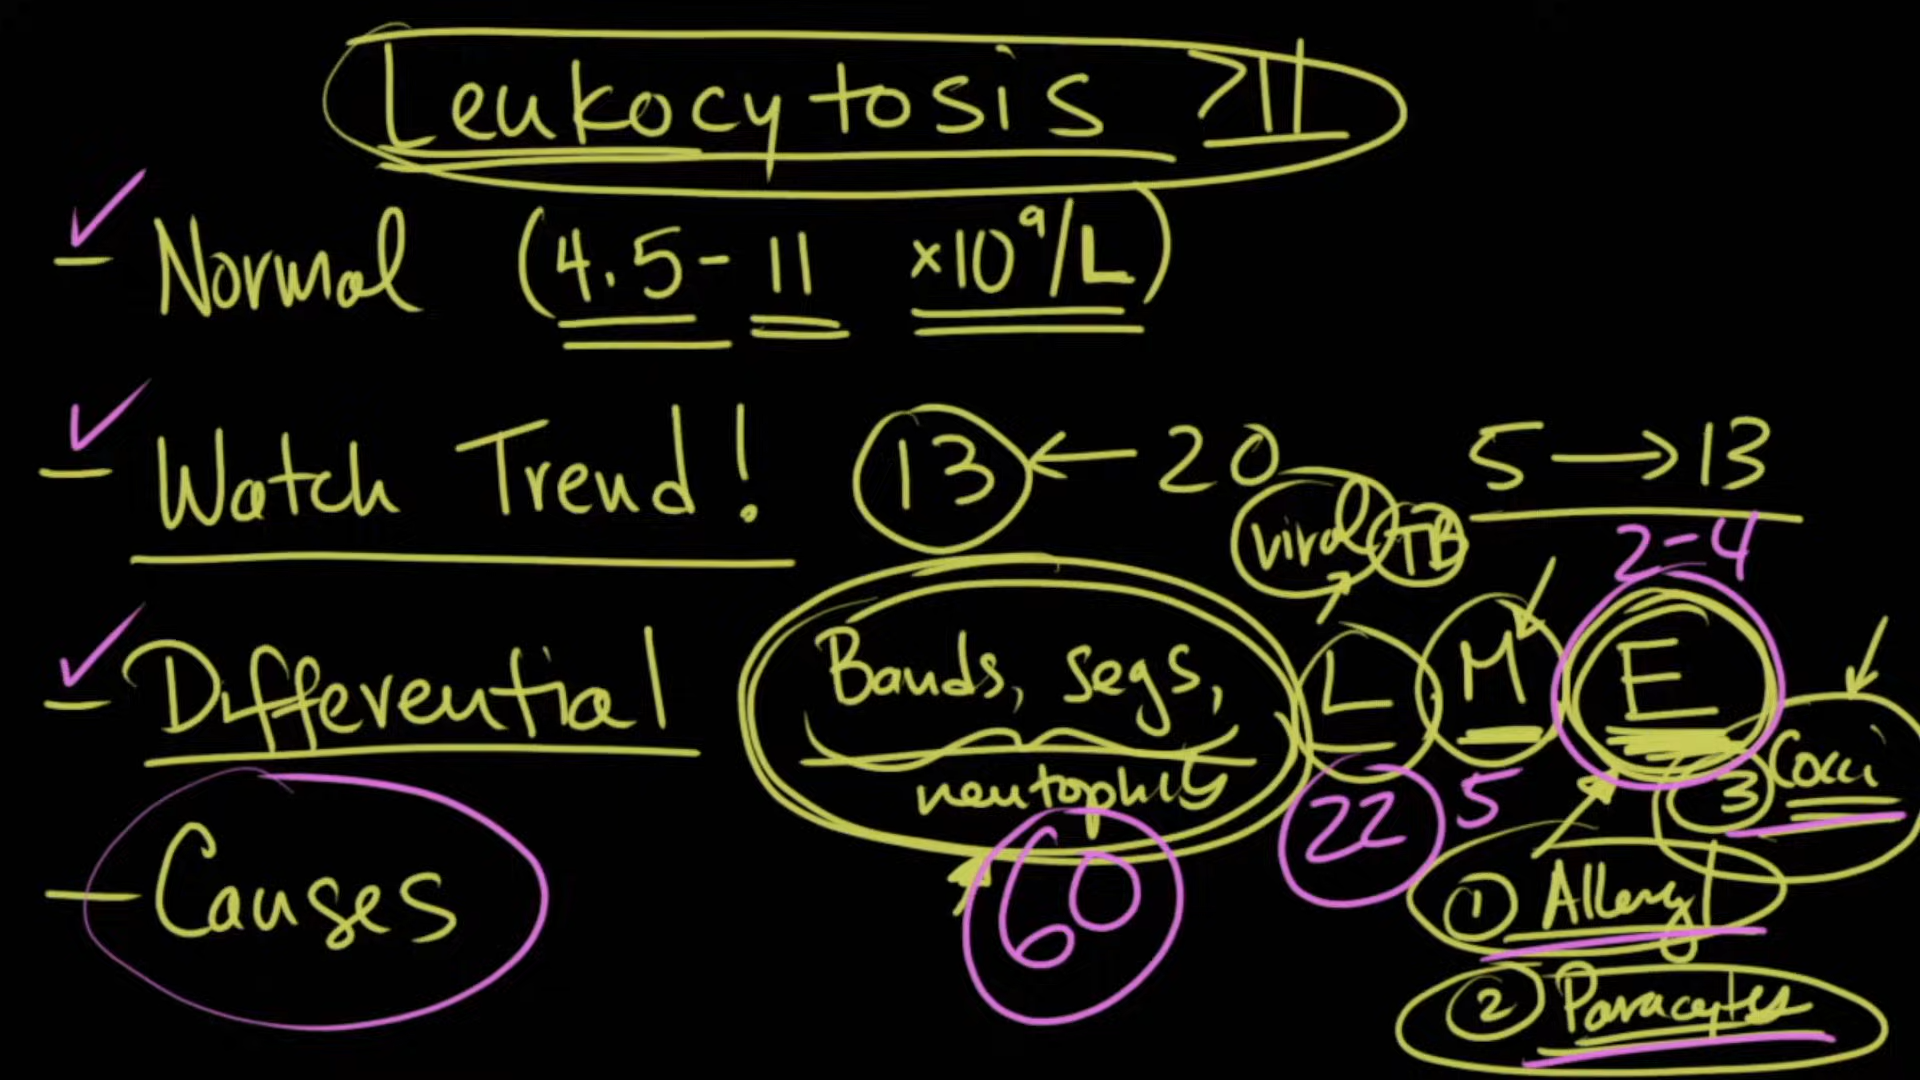 Leukocytosis >11
- Normal (4.5 - 11 ×10⁹/L)
- Watch Trend! 13 ← 20 5 → 13
viral TB 2-4
- Differential Bands, segs, L M E
neutophils 3 Cocci
60 22 5
- Causes 1 Allergy
2 Paracytes